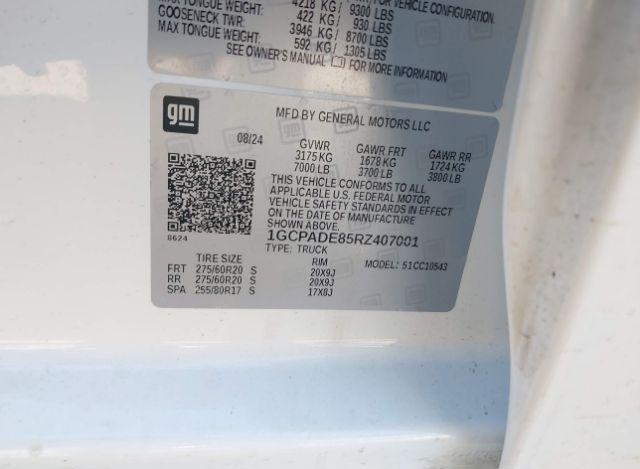 MAX TONGUE WEIGHT: 4218 KG / 9300 LBS
FOR VEHICLE CONFIGURATION.
GOOSENECK TWR: 422 KG / 930 LBS
MAX TONGUE WEIGHT: 3946 KG / 8700 LBS
592 KG / 1305 LBS
SEE OWNER'S MANUAL FOR MORE INFORMATION
gm
MFD BY GENERAL MOTORS LLC
08/24 GVWR GAWR FRT GAWR RR
3175 KG 1678 KG 1724 KG
7000 LB 3700 LB 3800 LB
THIS VEHICLE CONFORMS TO ALL
APPLICABLE U.S. FEDERAL MOTOR
VEHICLE SAFETY STANDARDS IN EFFECT
ON THE DATE OF MANUFACTURE
SHOWN ABOVE.
8624 1GCPADE85RZ407001
TYPE: TRUCK MODEL: 51CC10543
TIRE SIZE RIM
FRT 275/60R20 S 20X9J
RR 275/60R20 S 20X9J
SPA 255/80R17 S 17X8J